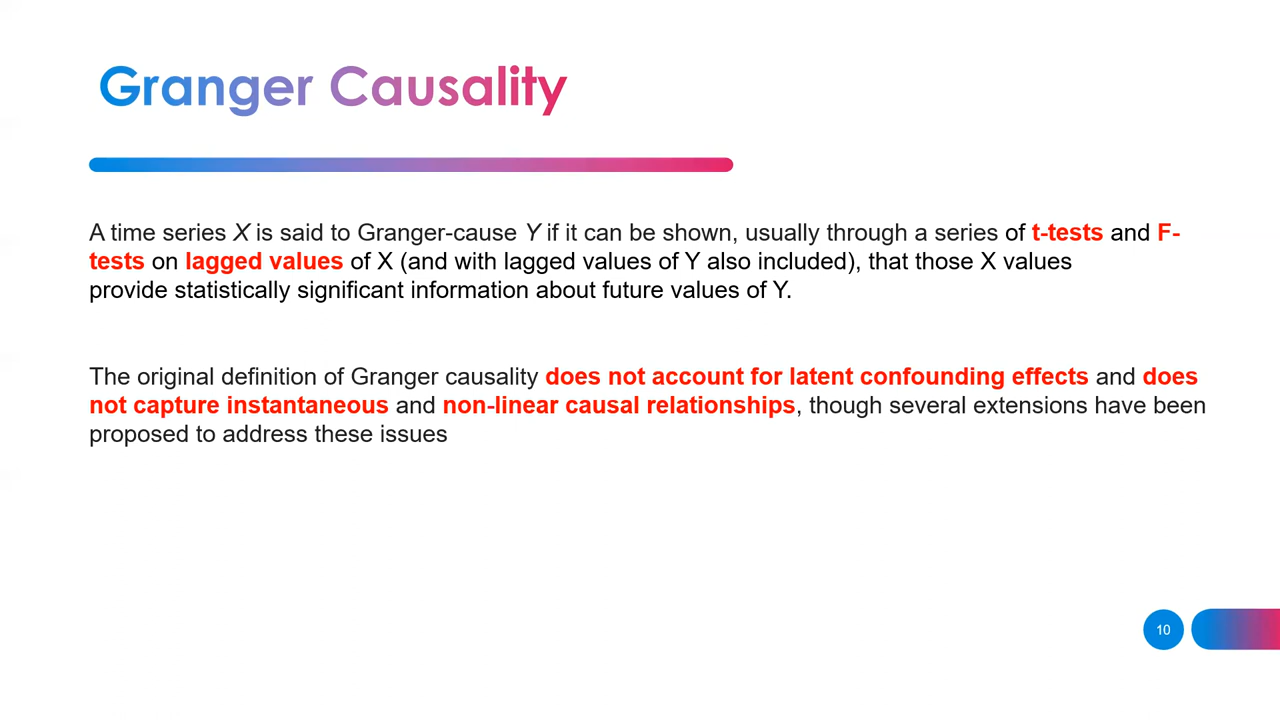 Granger Causality
A time series X is said to Granger-cause Y if it can be shown, usually through a series of t-tests and F-
tests on lagged values of X (and with lagged values of Y also included), that those X values
provide statistically significant information about future values of Y.
The original definition of Granger causality does not account for latent confounding effects and does
not capture instantaneous and non-linear causal relationships, though several extensions have been
proposed to address these issues
10